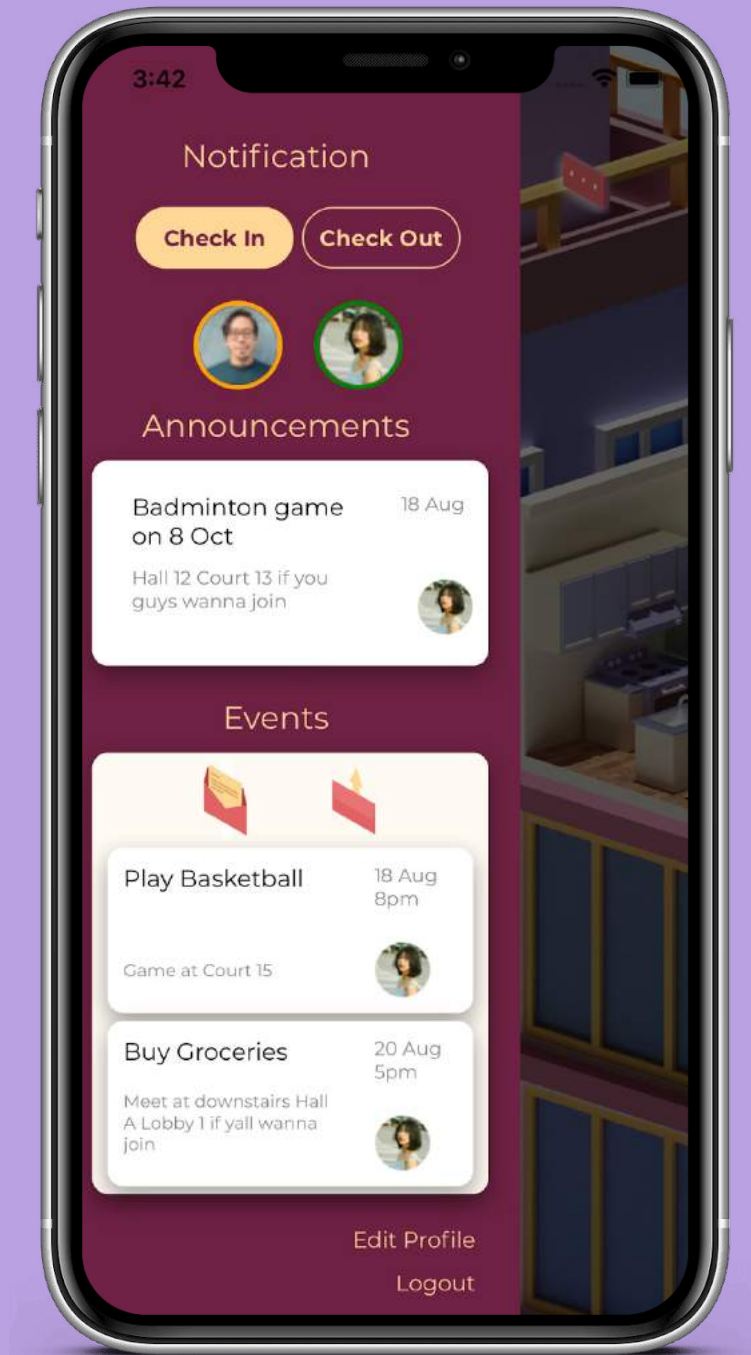 3:42
Notification
Check In
Check Out
Announcements
Badminton game
on 8 Oct
18 Aug
Hall 12 Court 13 if you
guys wanna join
Events
Play Basketball
18 Aug
8pm
Game at Court 15
Buy Groceries
20 Aug
5pm
Meet at downstairs Hall
A Lobby 1 if yall wanna
join
Edit Profile
Logout